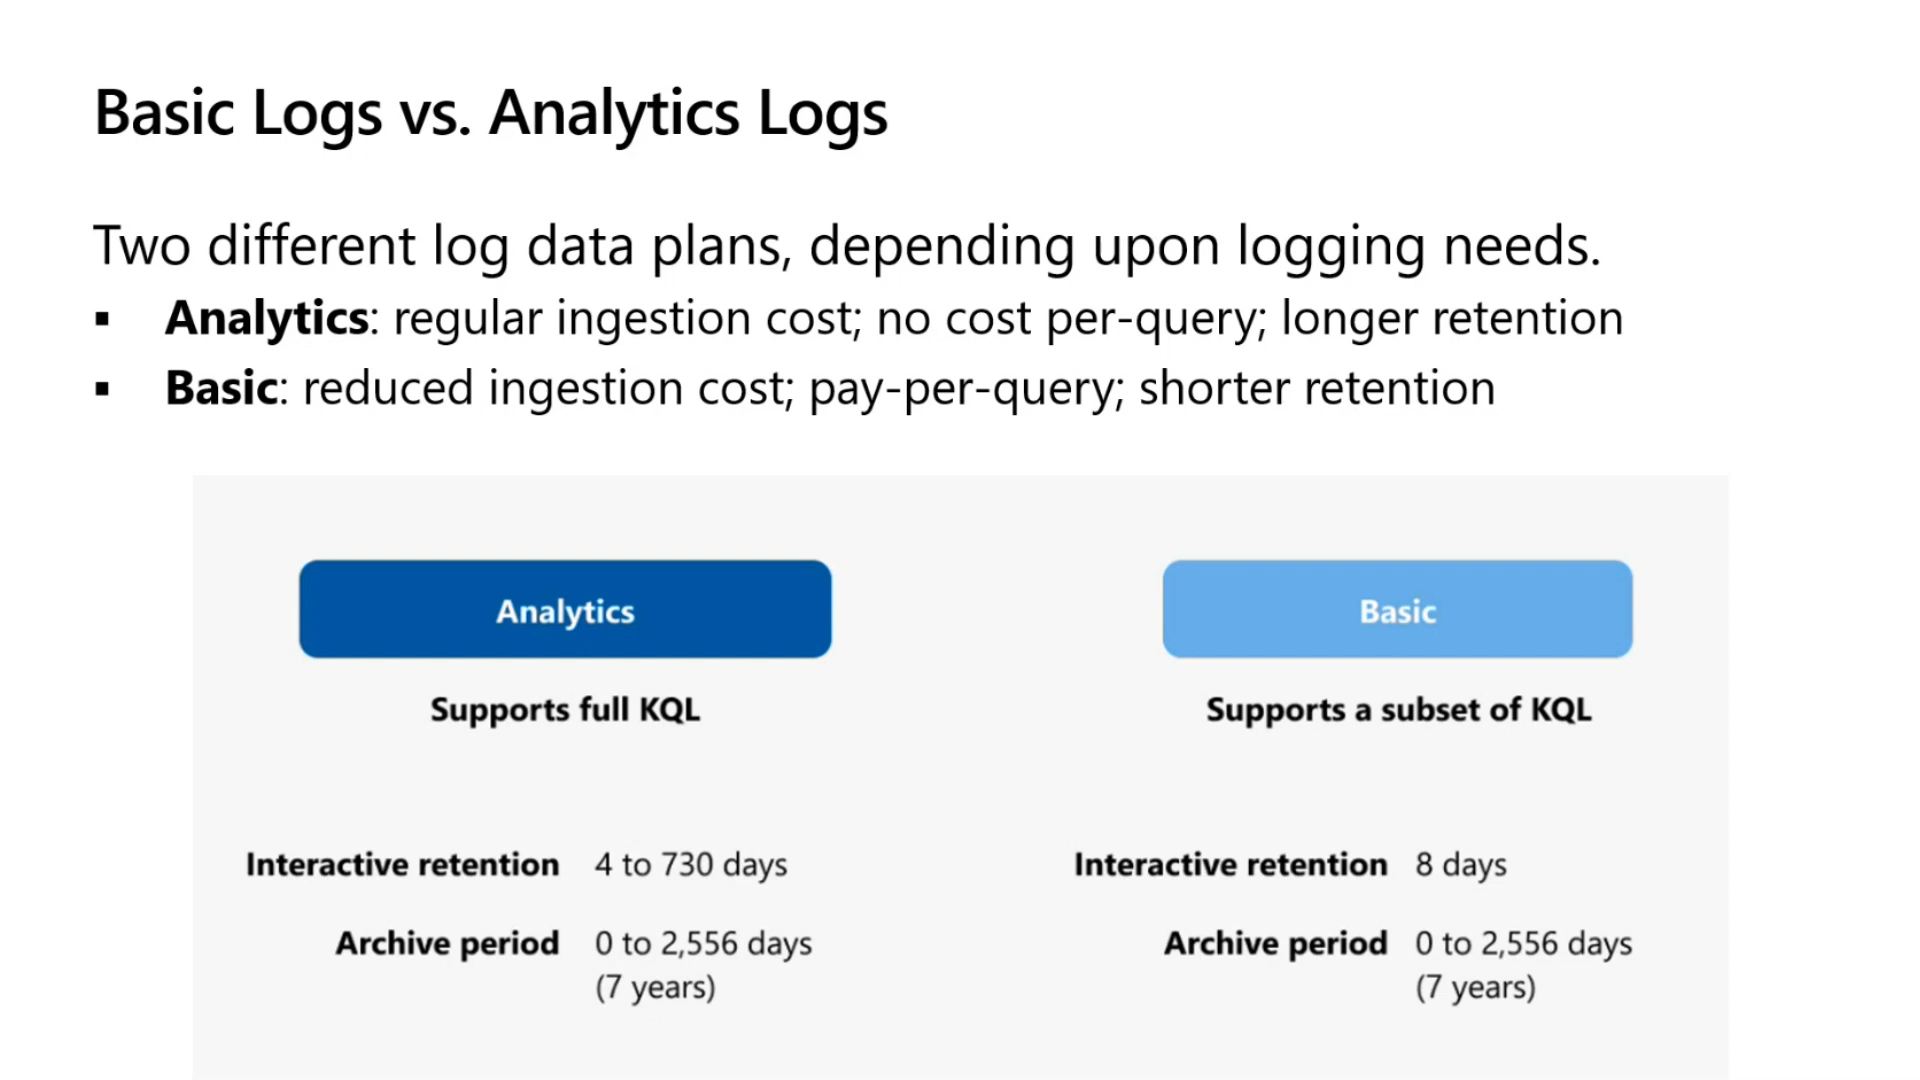 Basic Logs vs. Analytics Logs
Two different log data plans, depending upon logging needs.
▪ Analytics: regular ingestion cost; no cost per-query; longer retention
▪ Basic: reduced ingestion cost; pay-per-query; shorter retention
Analytics
Supports full KQL
Interactive retention 4 to 730 days
Archive period 0 to 2,556 days
(7 years)
Basic
Supports a subset of KQL
Interactive retention 8 days
Archive period 0 to 2,556 days
(7 years)